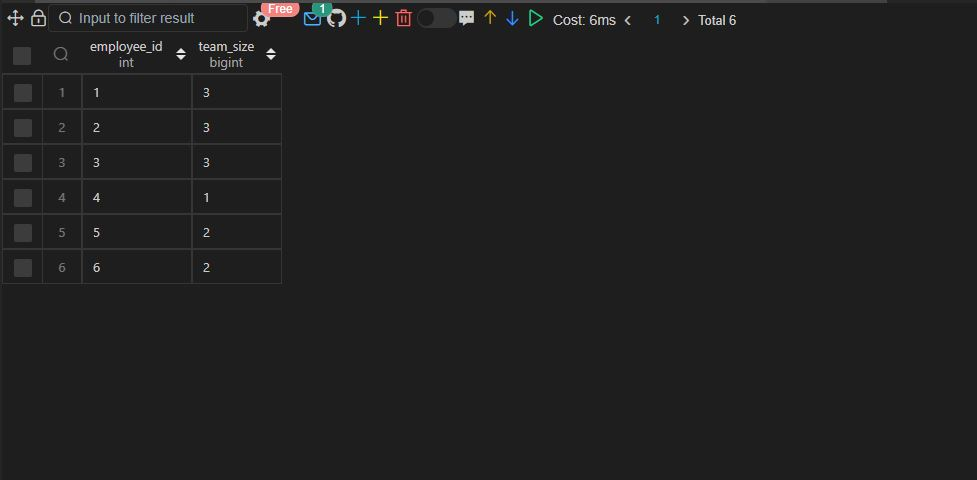 Free
Input to filter result 1 Cost: 6ms 1 Total 6
employee_id team_size
int bigint
1 1 3
2 2 3
3 3 3
4 4 1
5 5 2
6 6 2